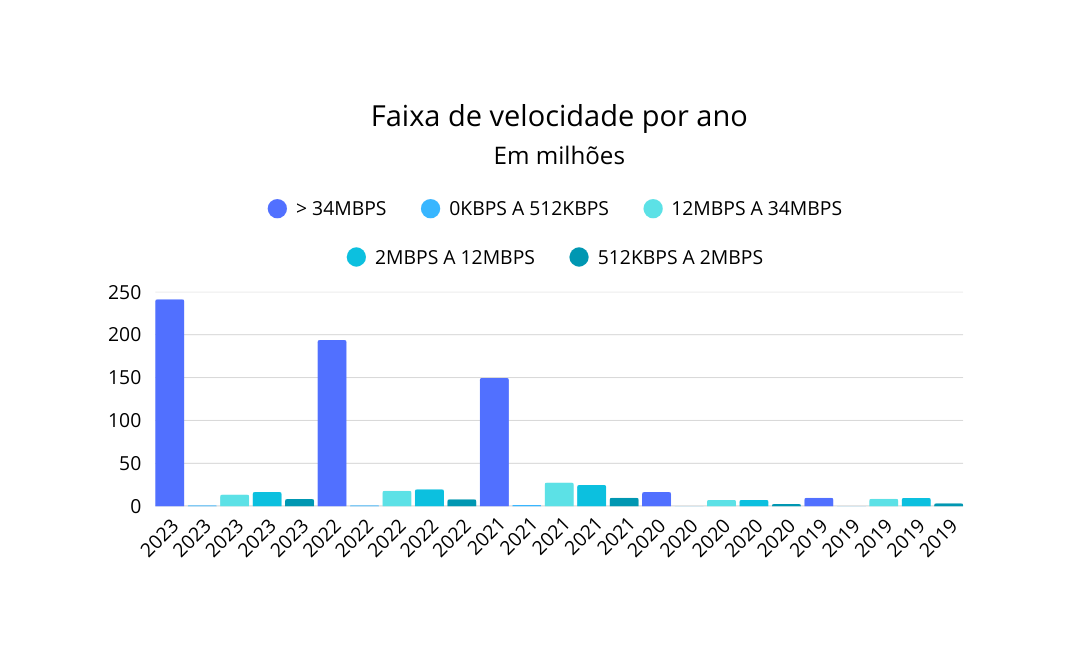 Faixa de velocidade por ano
Em milhões
> 34MBPS 0KBPS A 512KBPS 12MBPS A 34MBPS
2MBPS A 12MBPS 512KBPS A 2MBPS
250
200
150
100
50
0
2023 2023 2023 2023 2023 2022 2022 2022 2022 2022 2021 2021 2021 2021 2021 2020 2020 2020 2020 2020 2019 2019 2019 2019 2019